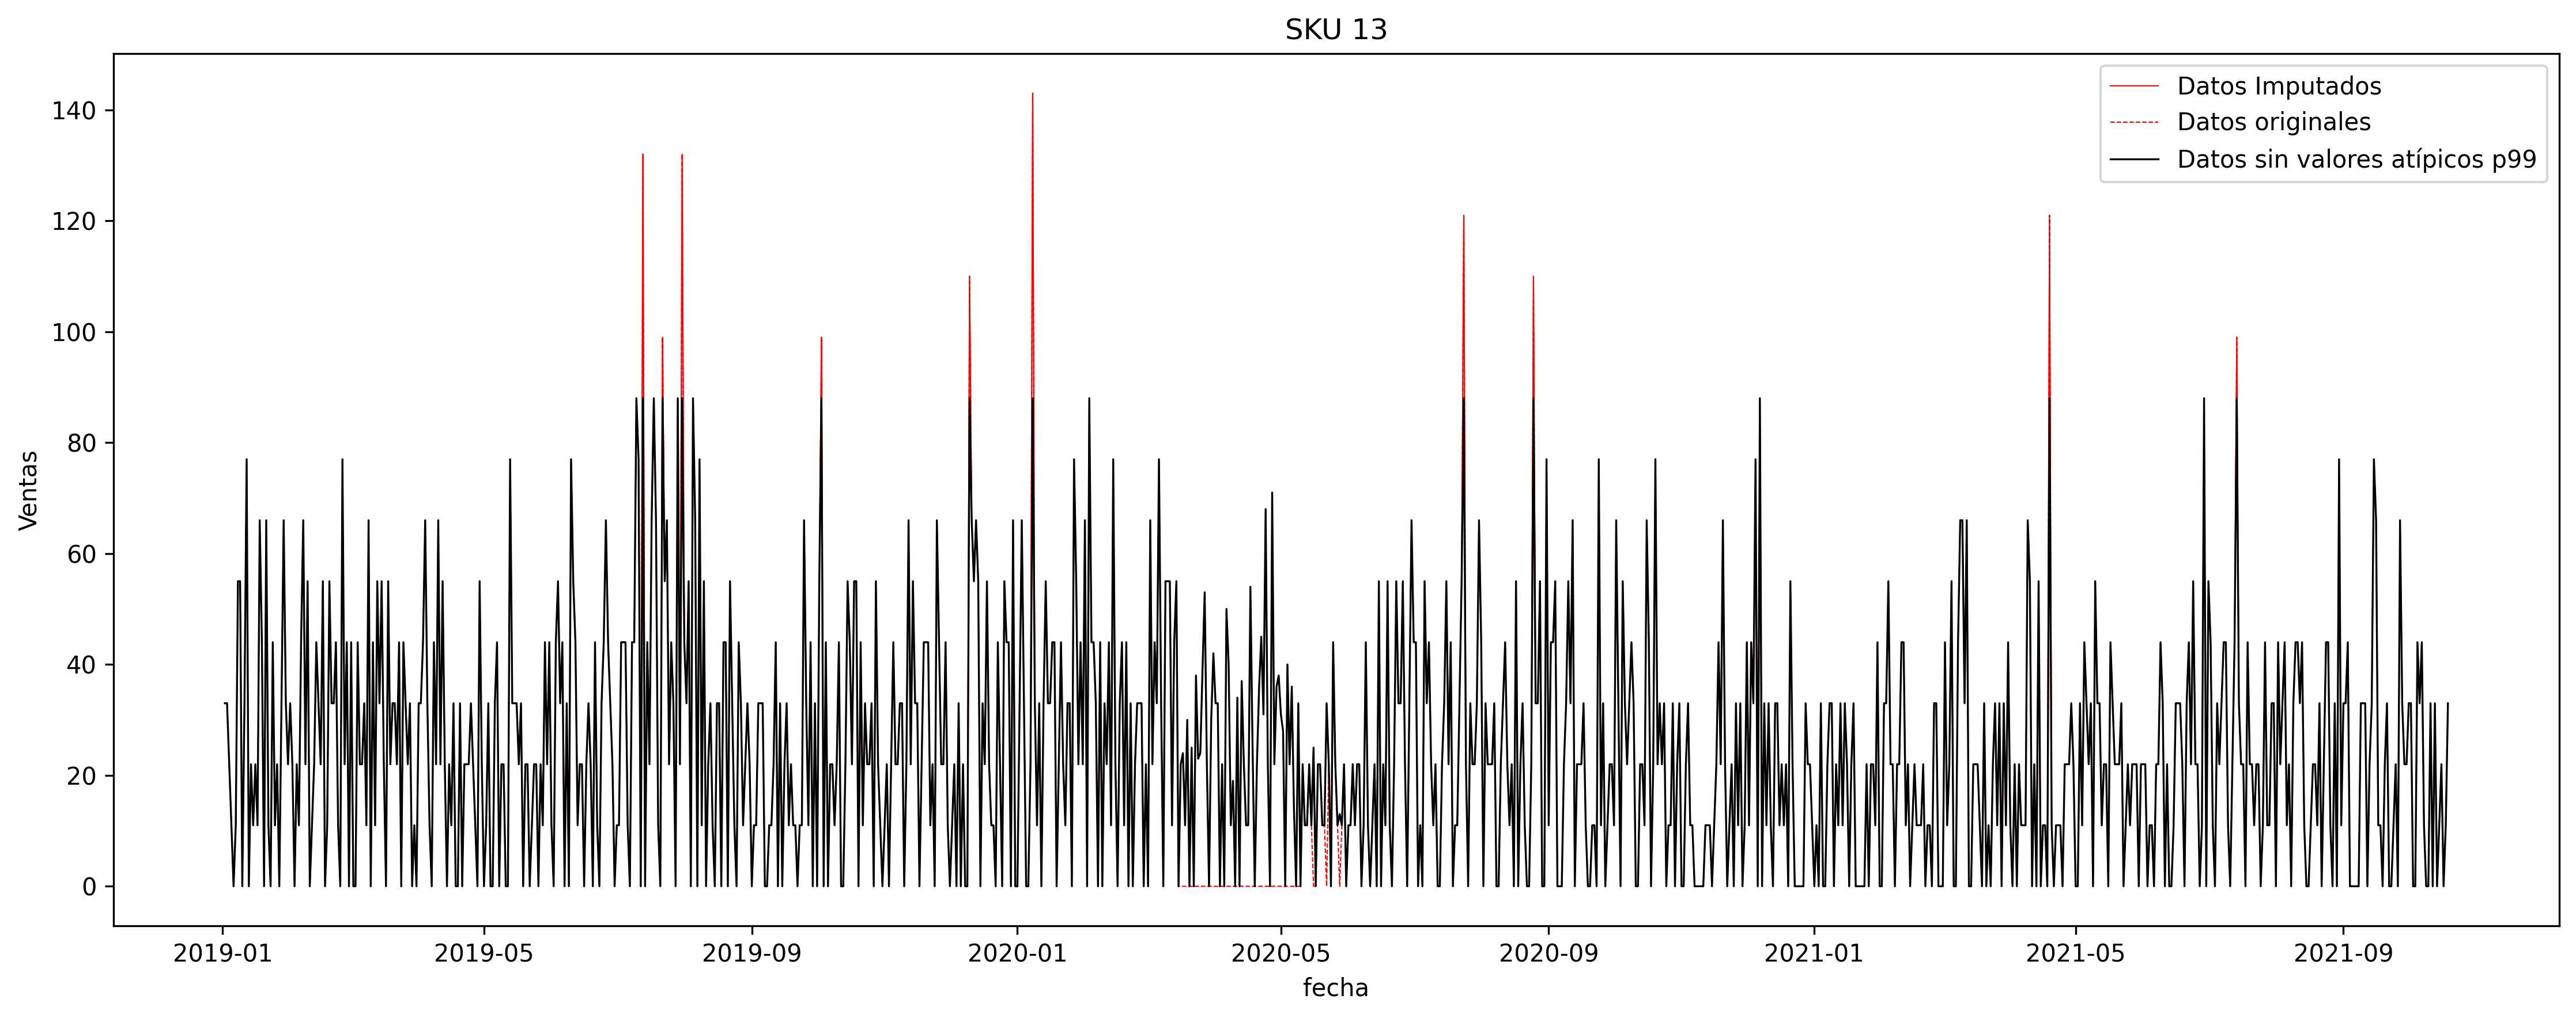 SKU 13
Datos Imputados
Datos originales
Datos sin valores atípicos p99
140
120
100
80
60
40
20
0
Ventas
2019-01 2019-05 2019-09 2020-01 2020-05 2020-09 2021-01 2021-05 2021-09
fecha